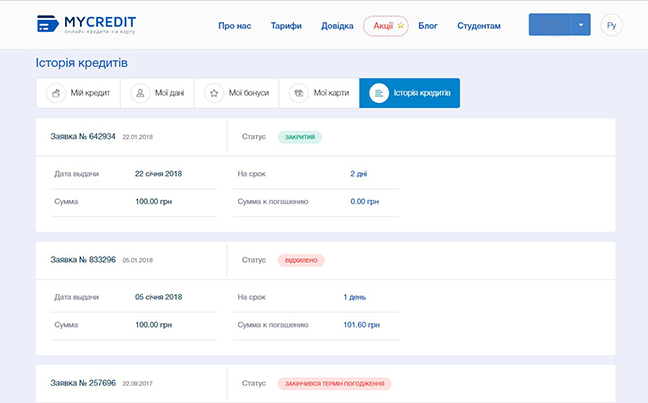 MYCREDIT
онлайн кредити на карту
Про нас Тарифи Довідка Акції Блог Студентам Ру
Історія кредитів
Мій кредит Мої дані Мої бонуси Мої карти Історія кредитів
Заявка № 642934 22.01.2018 Статус ЗАКРИТИЙ
Дата выдачи 22 січня 2018 На срок 2 дні
Сумма 100.00 грн Сумма к погашению 0.00 грн
Заявка № 833296 05.01.2018 Статус ВІДХИЛЕНО
Дата выдачи 05 січня 2018 На срок 1 день
Сумма 100.00 грн Сумма к погашению 101.60 грн
Заявка № 257696 22.09.2017 Статус ЗАКІНЧИВСЯ ТЕРМІН ПОГОДЖЕННЯ